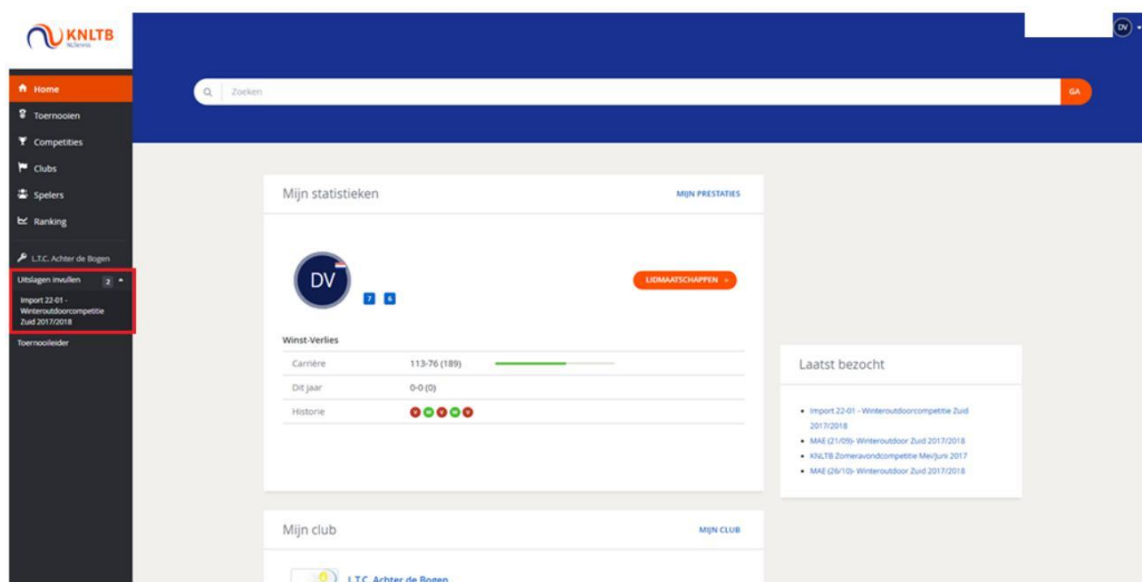 KNLTB
NLtennis
DV
Home
Toernooien
Competities
Clubs
Spelers
Ranking
L.T.C. Achter de Bogen
Uitslagen invullen 2
Import 22-01 -
Winteroutdoorcompetitie
Zuid 2017/2018
Toernooileider
Zoeken
GA
Mijn statistieken
MIJN PRESTATIES
DV
7 6
LIDMAATSCHAPPEN
Winst-Verlies
Carrière 113-76 (189)
Dit jaar 0-0 (0)
Historie V W V W V
Laatst bezocht
Import 22-01 - Winteroutdoorcompetitie Zuid
2017/2018
MAE (21/09)- Winteroutdoor Zuid 2017/2018
KNLTB Zomeravondcompetitie Mei/Juni 2017
MAE (26/10)- Winteroutdoor Zuid 2017/2018
Mijn club
MIJN CLUB
L.T.C. Achter de Bogen